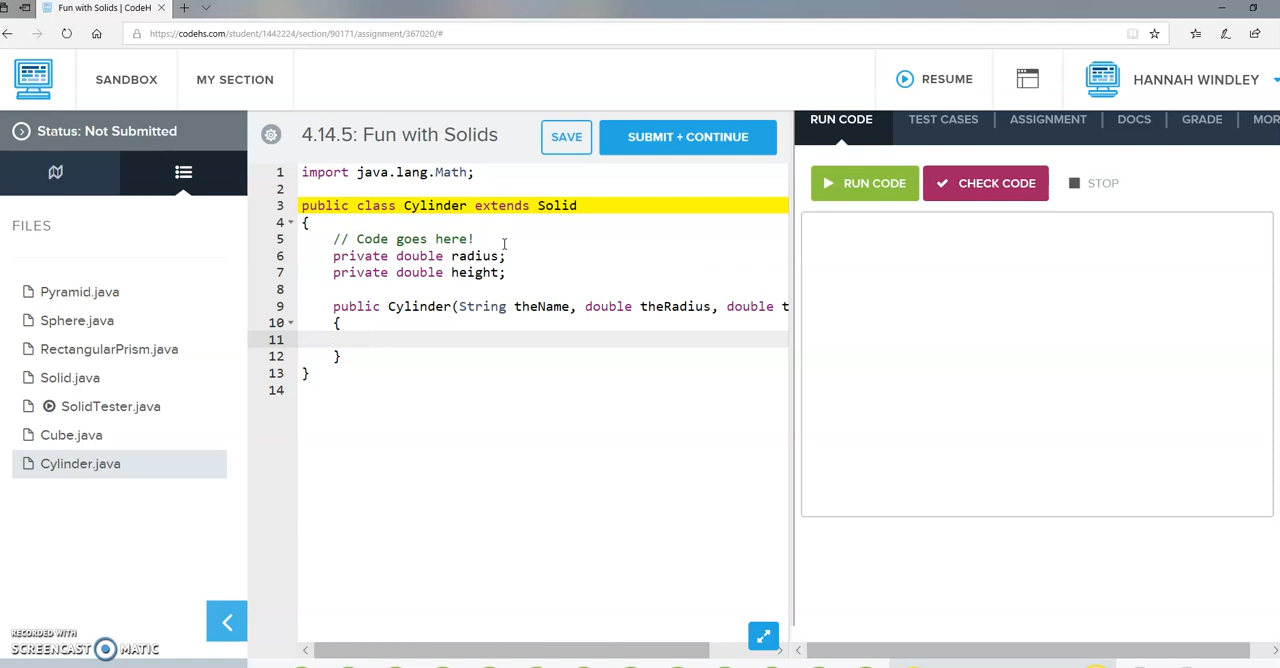 Fun with Solids | CodeH
https://codehs.com/student/1442224/section/90171/assignment/367020/#
SANDBOX
MY SECTION
RESUME
HANNAH WINDLEY
Status: Not Submitted
4.14.5: Fun with Solids
SAVE
SUBMIT + CONTINUE
RUN CODE
TEST CASES
ASSIGNMENT
DOCS
GRADE
MOR
FILES
Pyramid.java
Sphere.java
RectangularPrism.java
Solid.java
SolidTester.java
Cube.java
Cylinder.java
1 import java.lang.Math;
2
3 public class Cylinder extends Solid
4 {
5 // Code goes here!
6 private double radius;
7 private double height;
8
9 public Cylinder(String theName, double theRadius, double t
10 {
11
12 }
13 }
14
RUN CODE
CHECK CODE
STOP
RECORDED WITH
SCREENCAST MATIC